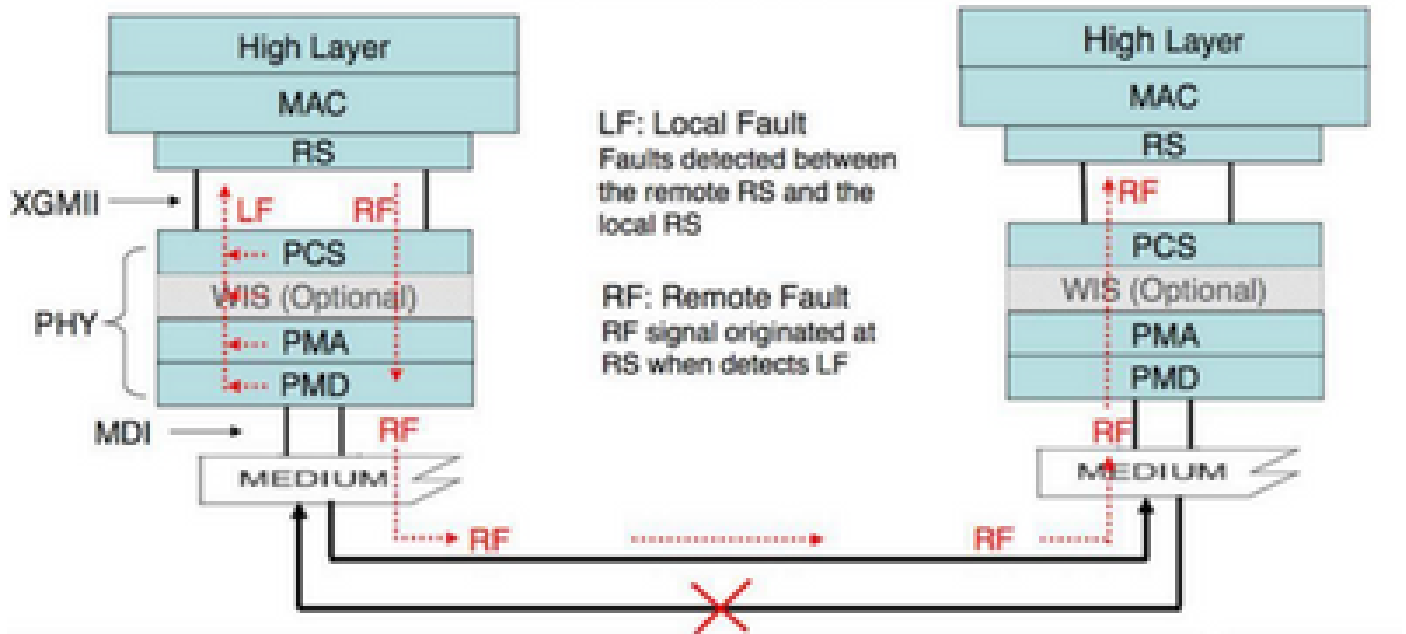 High Layer
MAC
RS
XGMII
LF
RF
PCS
WIS (Optional)
PHY
PMA
PMD
MDI
RF
MEDIUM
RF
LF: Local Fault
Faults detected between
the remote RS and the
local RS
RF: Remote Fault
RF signal originated at
RS when detects LF
High Layer
MAC
RS
RF
PCS
WIS (Optional)
PMA
PMD
RF
MEDIUM
RF